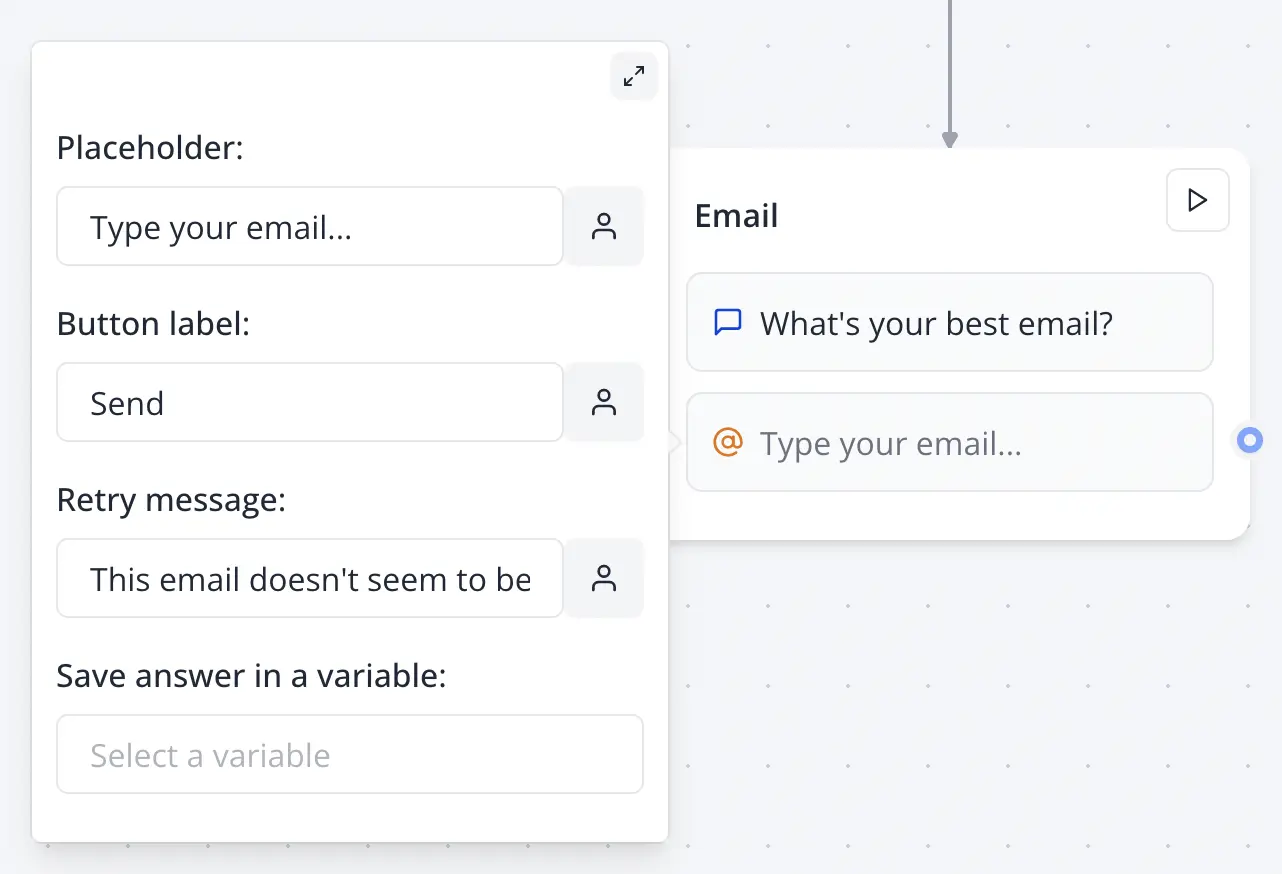 Placeholder:
Type your email...
Button label:
Send
Retry message:
This email doesn't seem to be
Save answer in a variable:
Select a variable
Email
What's your best email?
Type your email...